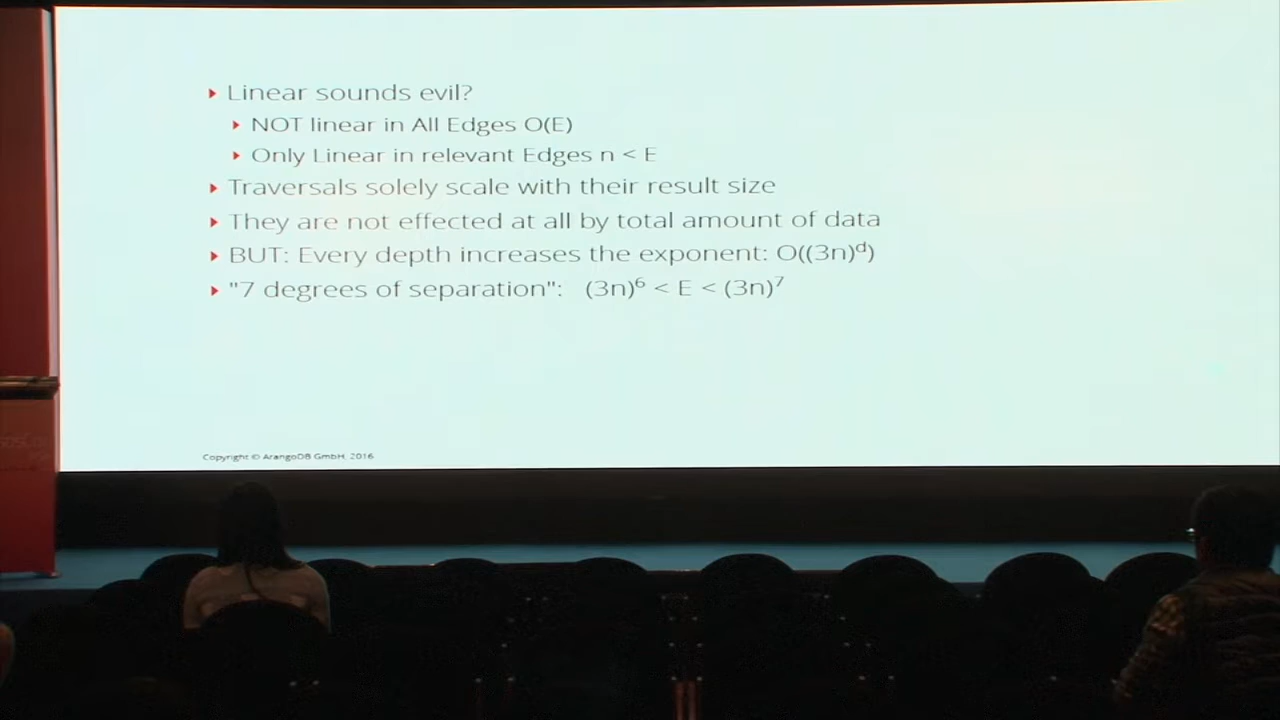 Linear sounds evil?
NOT linear in All Edges O(E)
Only Linear in relevant Edges n < E
Traversals solely scale with their result size
They are not effected at all by total amount of data
BUT: Every depth increases the exponent: O((3n)ᵈ)
"7 degrees of separation": (3n)⁶ < E < (3n)⁷
Copyright © ArangoDB GmbH, 2016